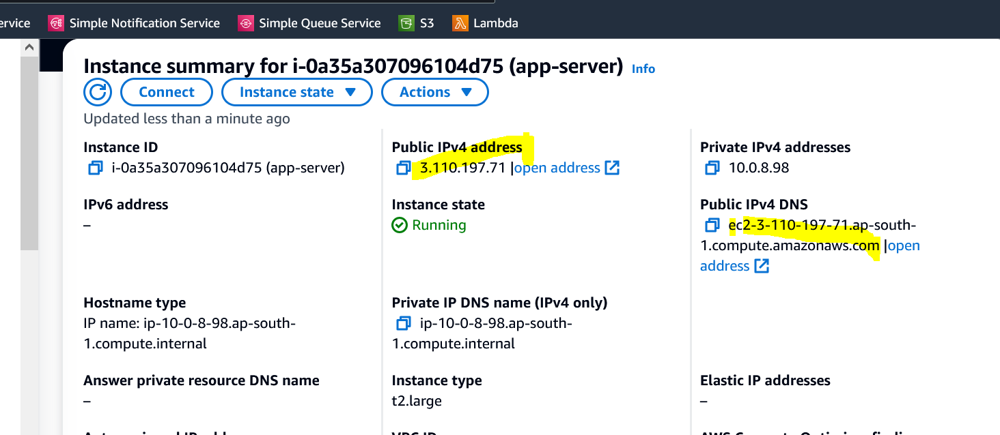 ervice Simple Notification Service Simple Queue Service S3 Lambda
Instance summary for i-0a35a307096104d75 (app-server) Info
Connect Instance state Actions
Updated less than a minute ago
Instance ID
i-0a35a307096104d75 (app-server)
Public IPv4 address
3.110.197.71 |open address
Private IPv4 addresses
10.0.8.98
IPv6 address
–
Instance state
Running
Public IPv4 DNS
ec2-3-110-197-71.ap-south-
1.compute.amazonaws.com |open
address
Hostname type
IP name: ip-10-0-8-98.ap-south-
1.compute.internal
Private IP DNS name (IPv4 only)
ip-10-0-8-98.ap-south-
1.compute.internal
Answer private resource DNS name
–
Instance type
t2.large
Elastic IP addresses
–
VPC ID